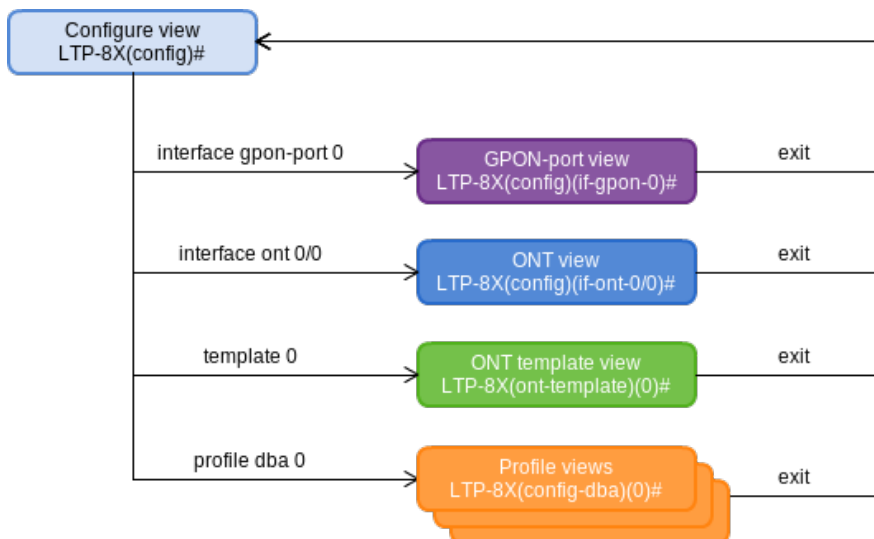 Configure view
LTP-8X(config)#
interface gpon-port 0
GPON-port view
LTP-8X(config)(if-gpon-0)#
exit
interface ont 0/0
ONT view
LTP-8X(config)(if-ont-0/0)#
exit
template 0
ONT template view
LTP-8X(ont-template)(0)#
exit
profile dba 0
Profile views
LTP-8X(config-dba)(0)#
exit